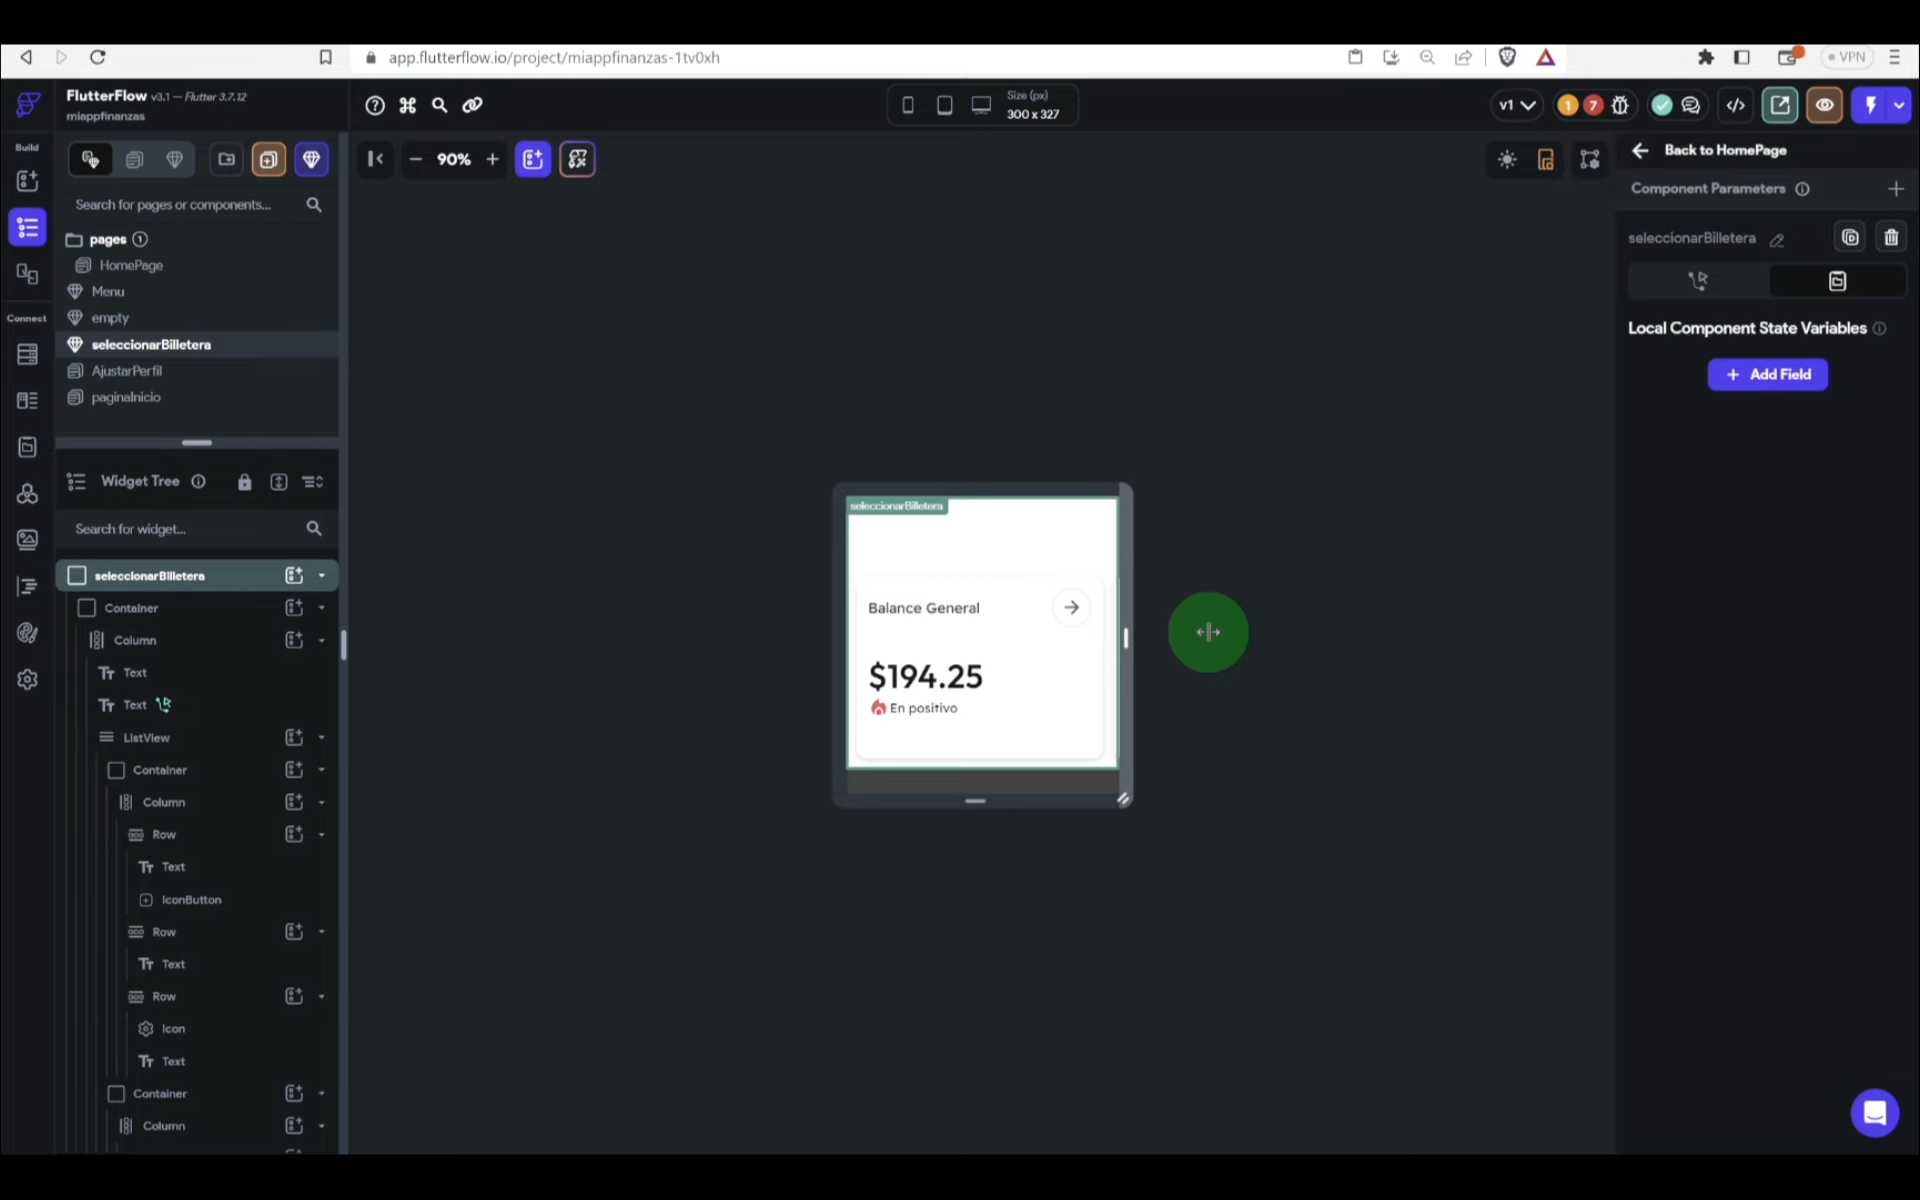 app.flutterflow.io/project/miappfinanzas-1tv0xh
VPN
FlutterFlow v3.1 — Flutter 3.7.12
miappfinanzas
Size (px)
300 x 327
v1
1
7
Build
Connect
90%
Search for pages or components...
pages 1
HomePage
Menu
empty
seleccionarBilletera
AjustarPerfil
paginaInicio
Widget Tree
Search for widget...
seleccionarBilletera
Container
Column
Text
Text
ListView
Container
Column
Row
Text
IconButton
Row
Text
Row
Icon
Text
Container
Column
seleccionarBilletera
Balance General
$194.25
En positivo
Back to HomePage
Component Parameters
seleccionarBilletera
Local Component State Variables
+ Add Field